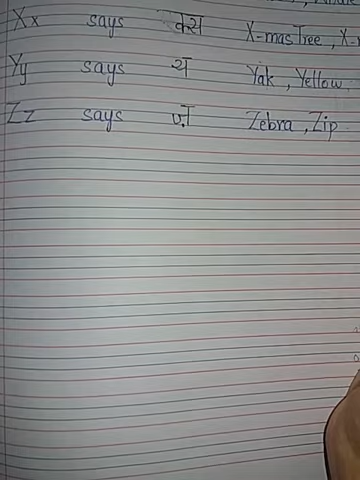 Xx says क्स X-mas Tree, X-
Yy says य Yak, Yellow
Zz says ज़ Zebra, Zip